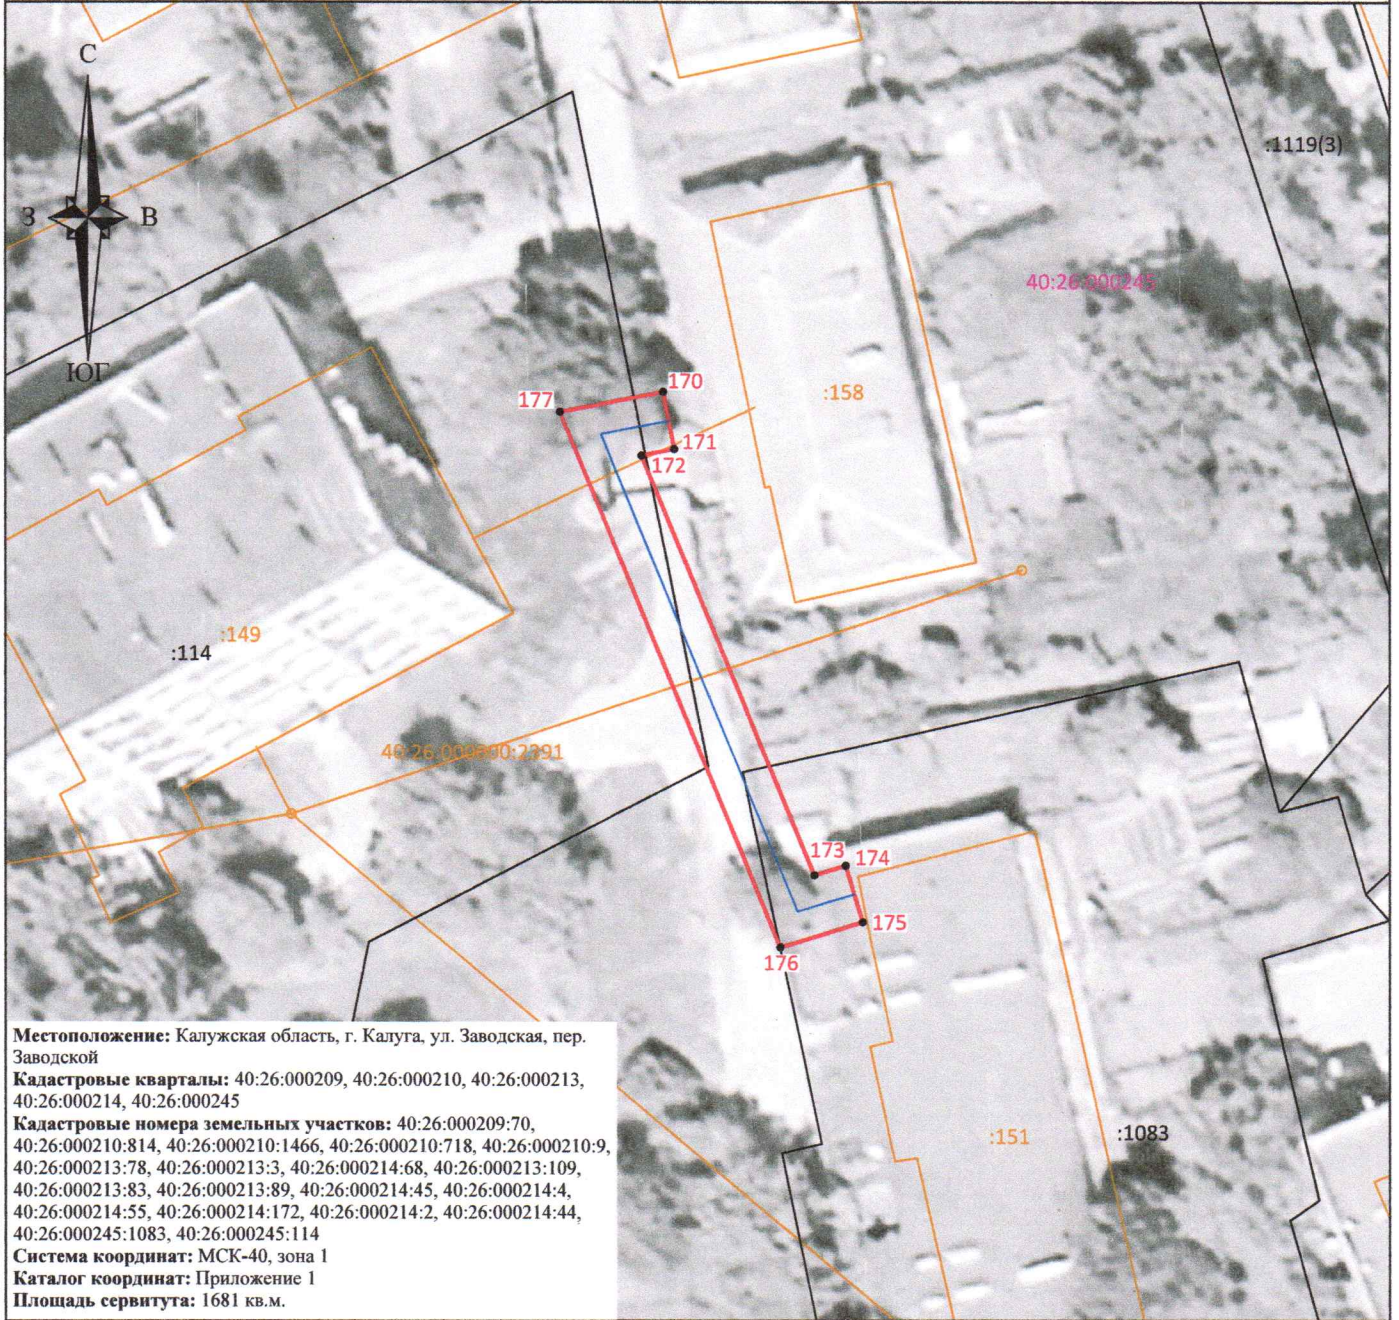 С
:1119(3)
З
В
40:26:000245
ЮГ
170
177
:158
171
172
:149
:114
40:26:000000:2291
173
174
175
176
Местоположение: Калужская область, г. Калуга, ул. Заводская, пер.
Заводской
Кадастровые кварталы: 40:26:000209, 40:26:000210, 40:26:000213,
40:26:000214, 40:26:000245
Кадастровые номера земельных участков: 40:26:000209:70,
40:26:000210:814, 40:26:000210:1466, 40:26:000210:718, 40:26:000210:9,
40:26:000213:78, 40:26:000213:3, 40:26:000214:68, 40:26:000213:109,
40:26:000213:83, 40:26:000213:89, 40:26:000214:45, 40:26:000214:4,
40:26:000214:55, 40:26:000214:172, 40:26:000214:2, 40:26:000214:44,
40:26:000245:1083, 40:26:000245:114
Система координат: МСК-40, зона 1
Каталог координат: Приложение 1
Площадь сервитута: 1681 кв.м.
:151
:1083